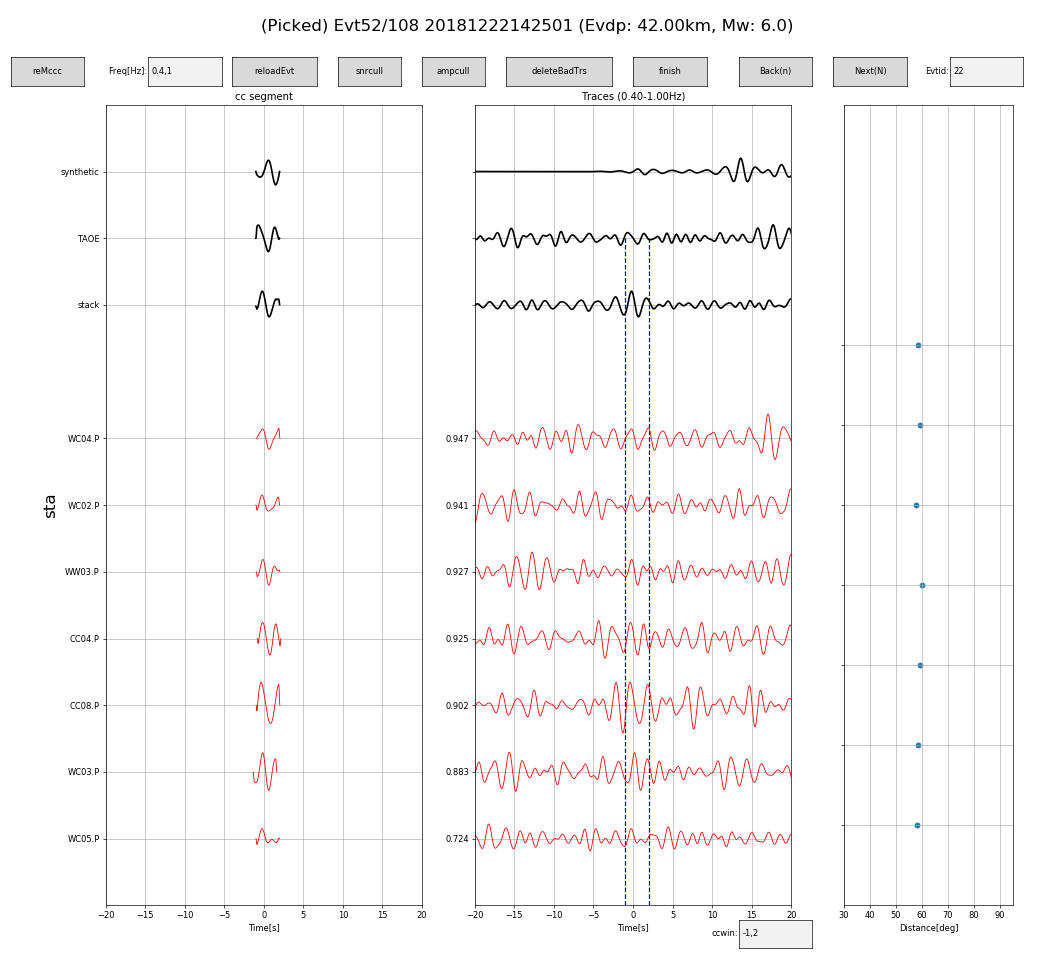 (Picked) Evt52/108 20181222142501 (Evdp: 42.00km, Mw: 6.0)
reMccc Freq[Hz]: 0.4,1 reloadEvt snrcull ampcull deleteBadTrs finish Back(n) Next(N) Evtid: 22
cc segment Traces (0.40-1.00Hz)
synthetic
TAOE
stack
WC04.P 0.947
sta
WC02.P 0.941
WW03.P 0.927
CC04.P 0.925
CC08.P 0.902
WC03.P 0.883
WC05.P 0.724
−20 −15 −10 −5 0 5 10 15 20 −20 −15 −10 −5 0 5 10 15 20 30 40 50 60 70 80 90
Time[s] Time[s] Distance[deg]
ccwin: -1,2